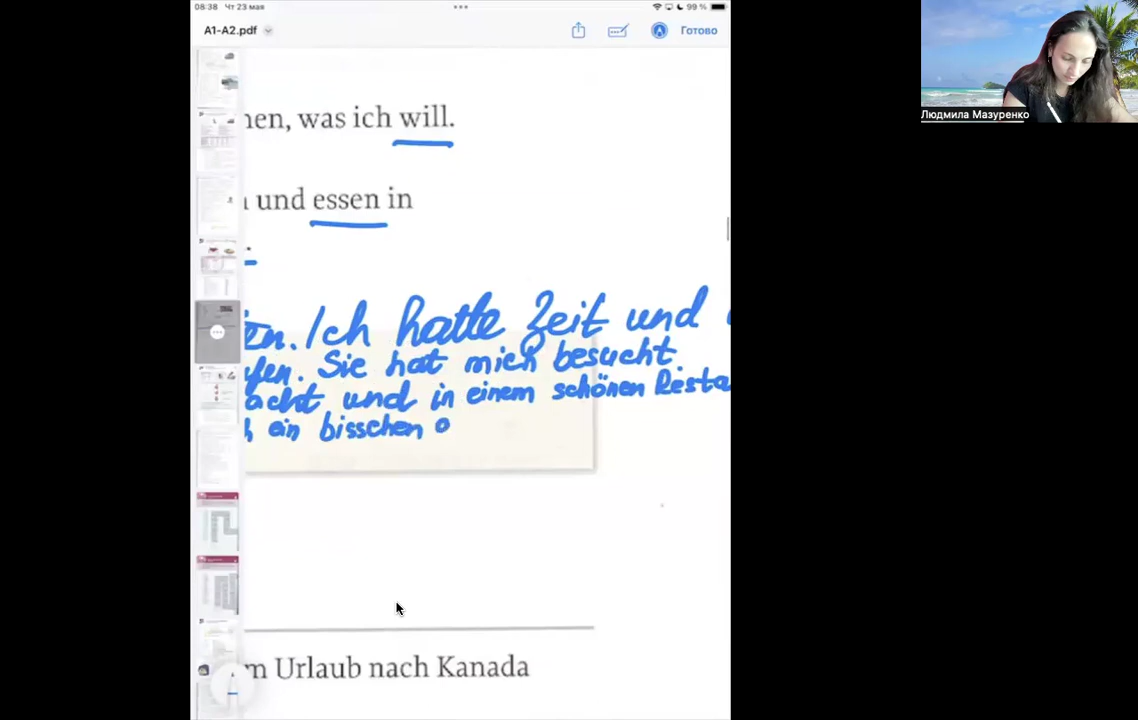 08:38 Чт 23 мая
99 %
A1-A2.pdf
Готово
Людмила Мазуренко
nen, was ich will.
und essen in
en. Ich hatte Zeit und
fen. Sie hat mich besucht.
acht und in einem schönen Resta
h ein bisschen o
m Urlaub nach Kanada